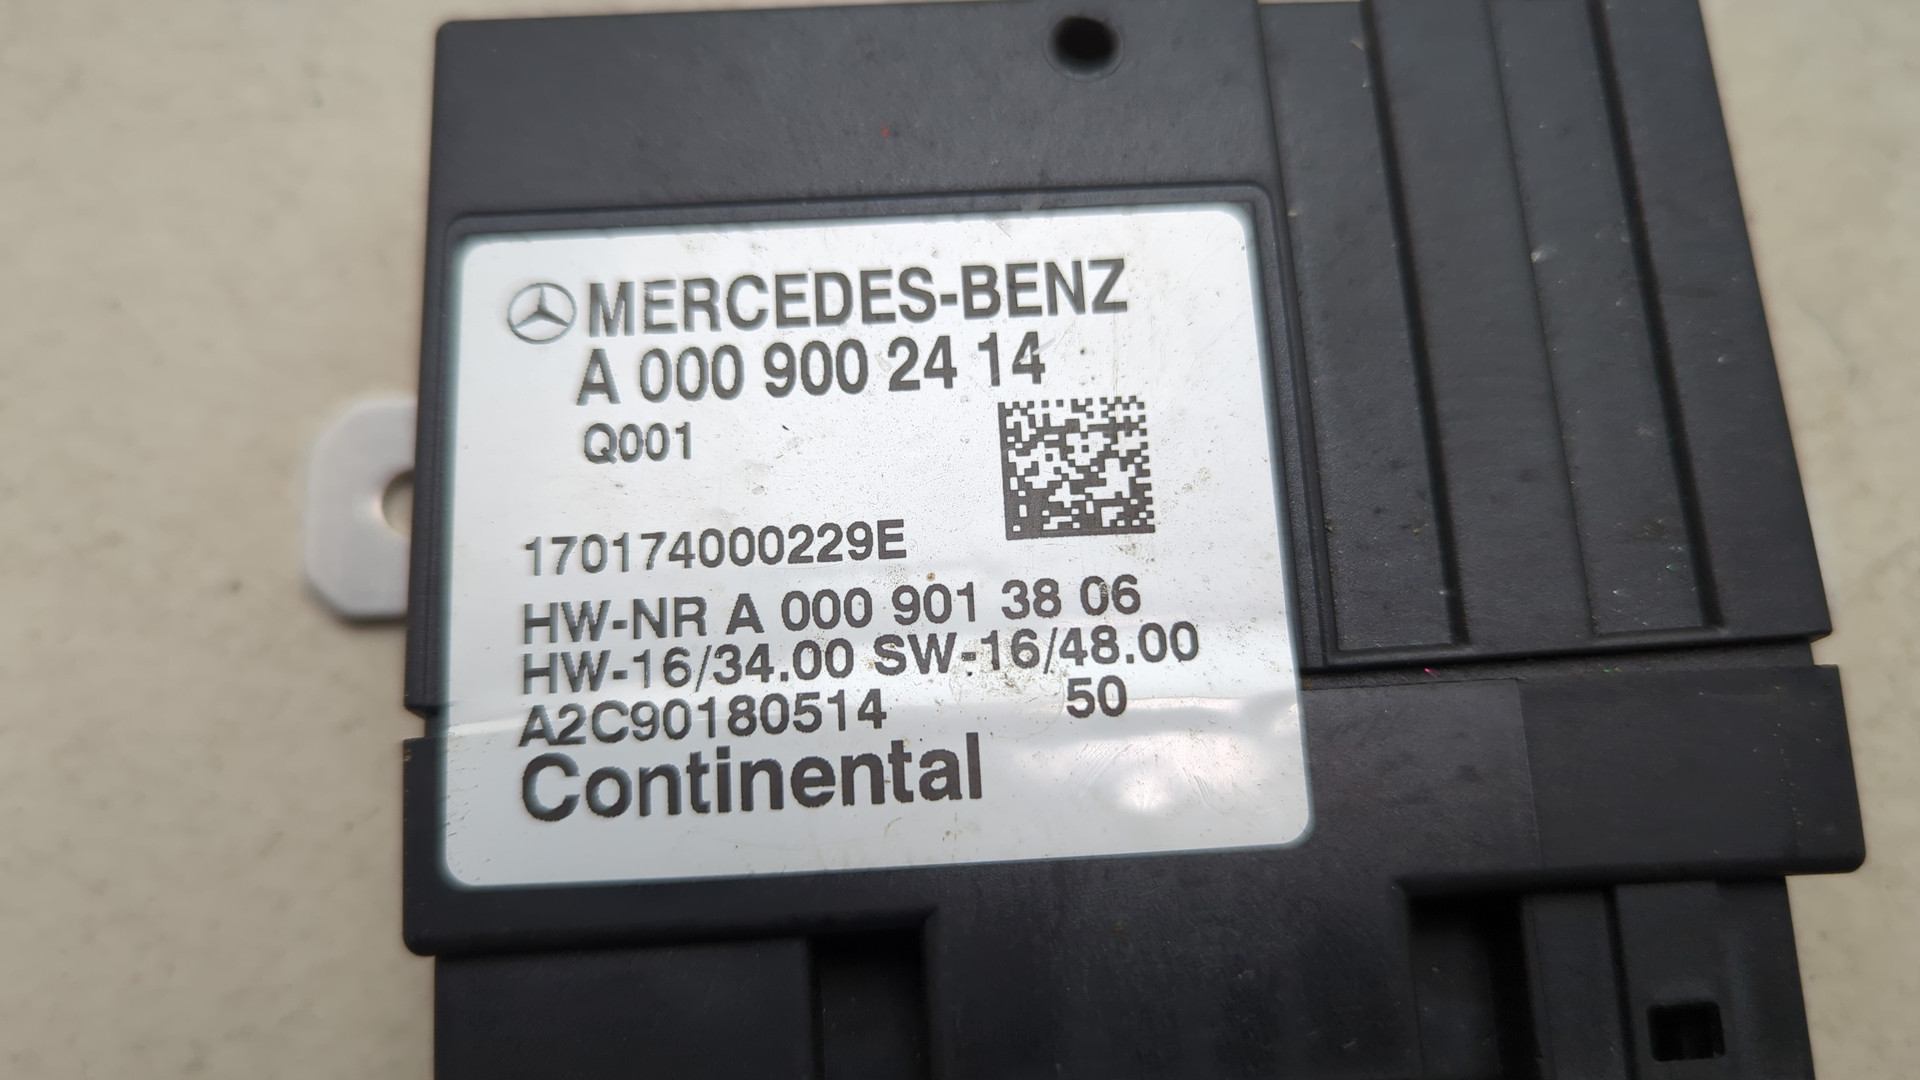 MERCEDES-BENZ
A 000 900 24 14
Q001
170174000229E
HW-NR A 000 901 38 06
HW-16/34.00 SW-16/48.00
A2C90180514 50
Continental